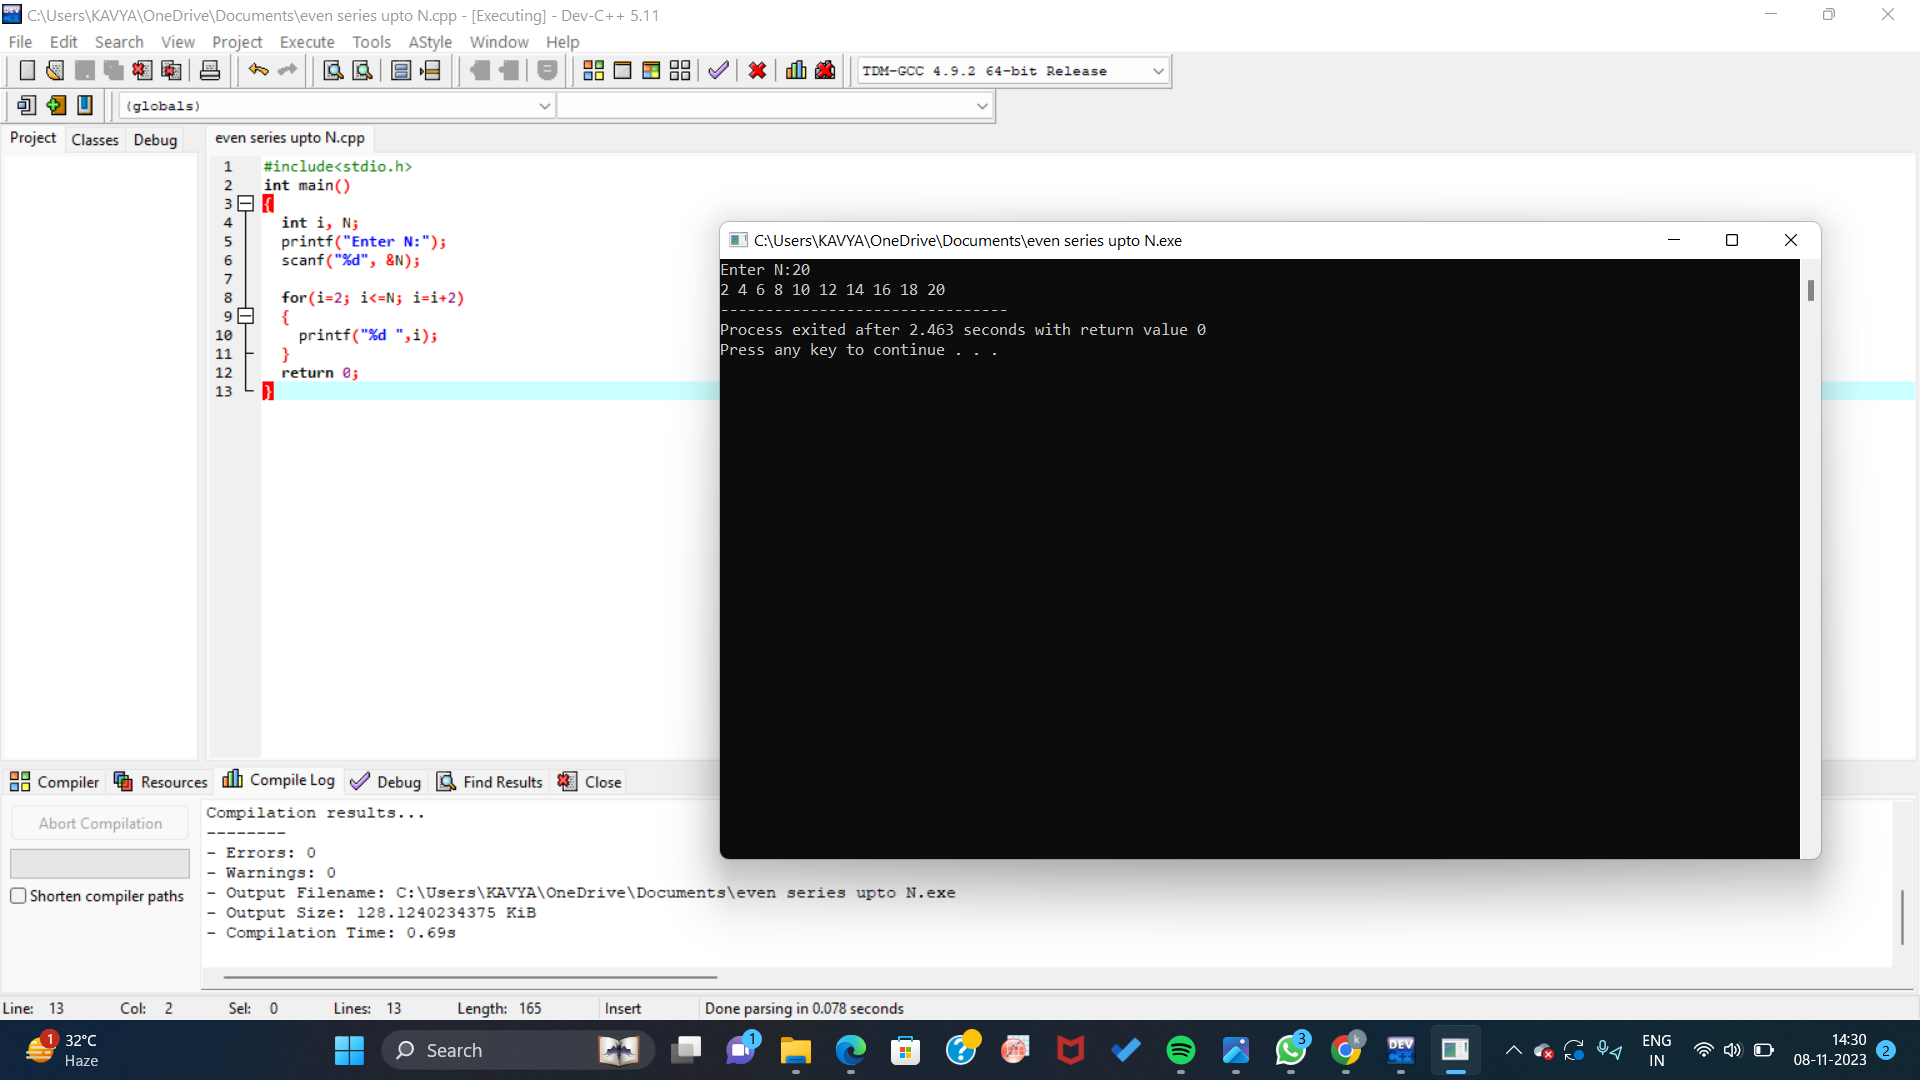 C:\Users\KAVYA\OneDrive\Documents\even series upto N.cpp - [Executing] - Dev-C++ 5.11
File Edit Search View Project Execute Tools AStyle Window Help
TDM-GCC 4.9.2 64-bit Release
(globals)
Project Classes Debug
even series upto N.cpp
1 #include<stdio.h>
2 int main()
3 {
4 int i, N;
5 printf("Enter N:");
6 scanf("%d", &N);
7
8 for(i=2; i<=N; i=i+2)
9 {
10 printf("%d ",i);
11 }
12 return 0;
13 }
C:\Users\KAVYA\OneDrive\Documents\even series upto N.exe
Enter N:20
2 4 6 8 10 12 14 16 18 20
--------------------------------
Process exited after 2.463 seconds with return value 0
Press any key to continue . . .
Compiler Resources Compile Log Debug Find Results Close
Abort Compilation
Shorten compiler paths
Compilation results...
--------
- Errors: 0
- Warnings: 0
- Output Filename: C:\Users\KAVYA\OneDrive\Documents\even series upto N.exe
- Output Size: 128.1240234375 KiB
- Compilation Time: 0.69s
Line: 13 Col: 2 Sel: 0 Lines: 13 Length: 165 Insert Done parsing in 0.078 seconds
1
32°C
Haze
Search
1
3
k
DEV
ENG
IN
14:30
08-11-2023
2